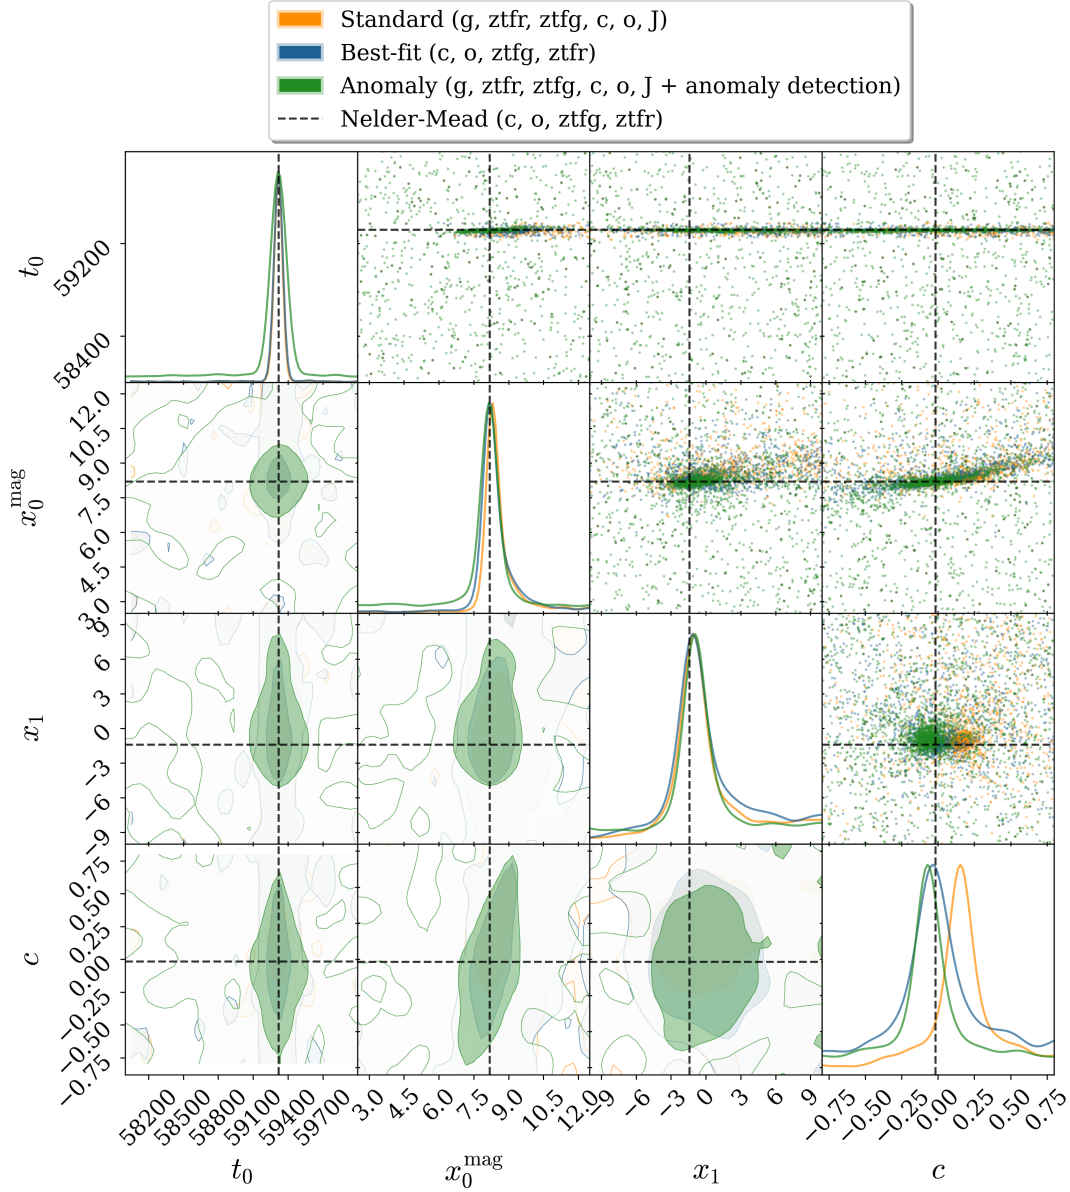 Standard (g, ztfr, ztfg, c, o, J)
Best-fit (c, o, ztfg, ztfr)
Anomaly (g, ztfr, ztfg, c, o, J + anomaly detection)
Nelder-Mead (c, o, ztfg, ztfr)
t₀
59200
58400
x₀ᵐᵃᵍ
12.0
10.5
9.0
7.5
6.0
4.5
3.0
x₁
9
6
3
0
−3
−6
−9
c
0.75
0.50
0.25
0.00
−0.25
−0.50
−0.75
58200 58500 58800 59100 59400 59700
3.0 4.5 6.0 7.5 9.0 10.5 12.0
−9 −6 −3 0 3 6 9
−0.75 −0.50 −0.25 −0.00 0.25 0.50 0.75
t₀ x₀ᵐᵃᵍ x₁ c